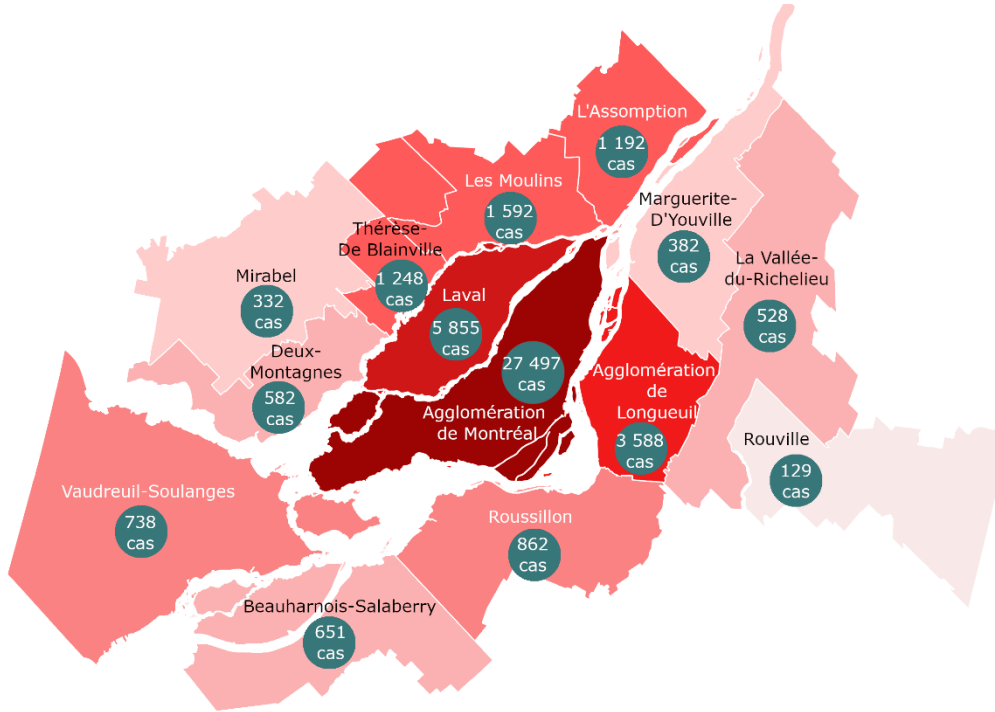 L'Assomption
1 192
cas
Les Moulins
1 592
cas
Marguerite-
D'Youville
382
cas
Thérèse-
De Blainville
1 248
cas
La Vallée-
du-Richelieu
528
cas
Mirabel
332
cas
Laval
5 855
cas
Deux-
Montagnes
582
cas
27 497
cas
Agglomération
de Montréal
Agglomération
de
Longueuil
3 588
cas
Rouville
129
cas
Vaudreuil-Soulanges
738
cas
Roussillon
862
cas
Beauharnois-Salaberry
651
cas